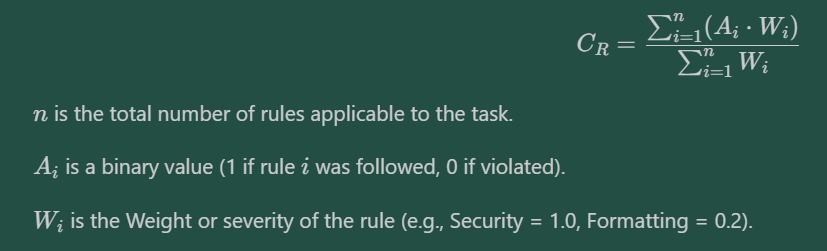 C_R = \frac{\sum_{i=1}^{n}(A_i \cdot W_i)}{\sum_{i=1}^{n} W_i}
n is the total number of rules applicable to the task.
A_i is a binary value (1 if rule i was followed, 0 if violated).
W_i is the Weight or severity of the rule (e.g., Security = 1.0, Formatting = 0.2).